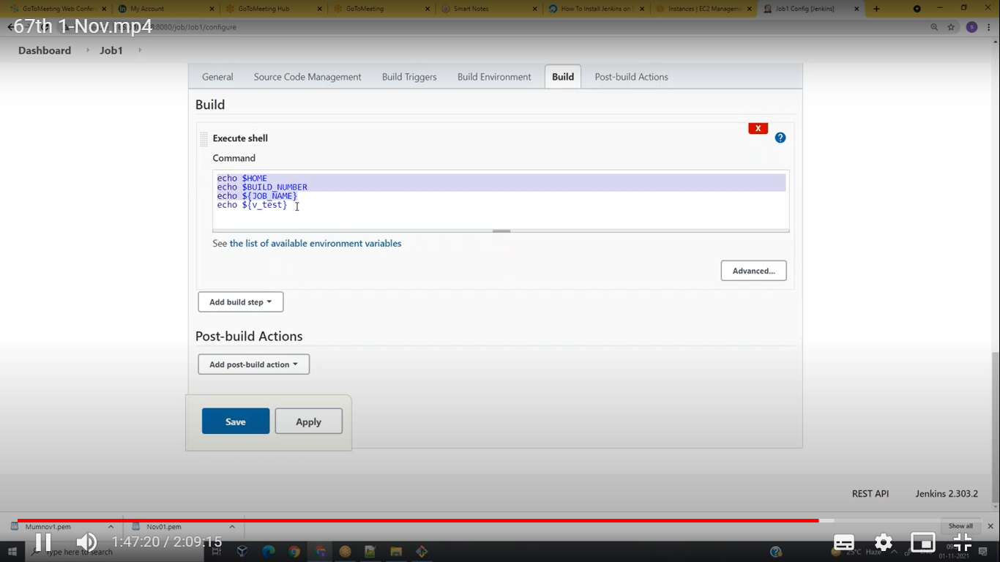 GoToMeeting Web Confer
My Account
GoToMeeting Hub
GoToMeeting
Smart Notes
How To Install Jenkins on
Instances | EC2 Managem
Job1 Config [Jenkins]
67th 1-Nov.mp4
:8080/job/Job1/configure
Dashboard
Job1
General
Source Code Management
Build Triggers
Build Environment
Build
Post-build Actions
Build
X
Execute shell
?
Command
echo $HOME
echo $BUILD_NUMBER
echo ${JOB_NAME}
echo ${v_test}
See the list of available environment variables
Advanced...
Add build step
Post-build Actions
Add post-build action
Save
Apply
REST API
Jenkins 2.303.2
Mumnov1.pem
Nov01.pem
Show all
1:47:20 / 2:09:15
Type here to search
25°C Haze
01-11-2021